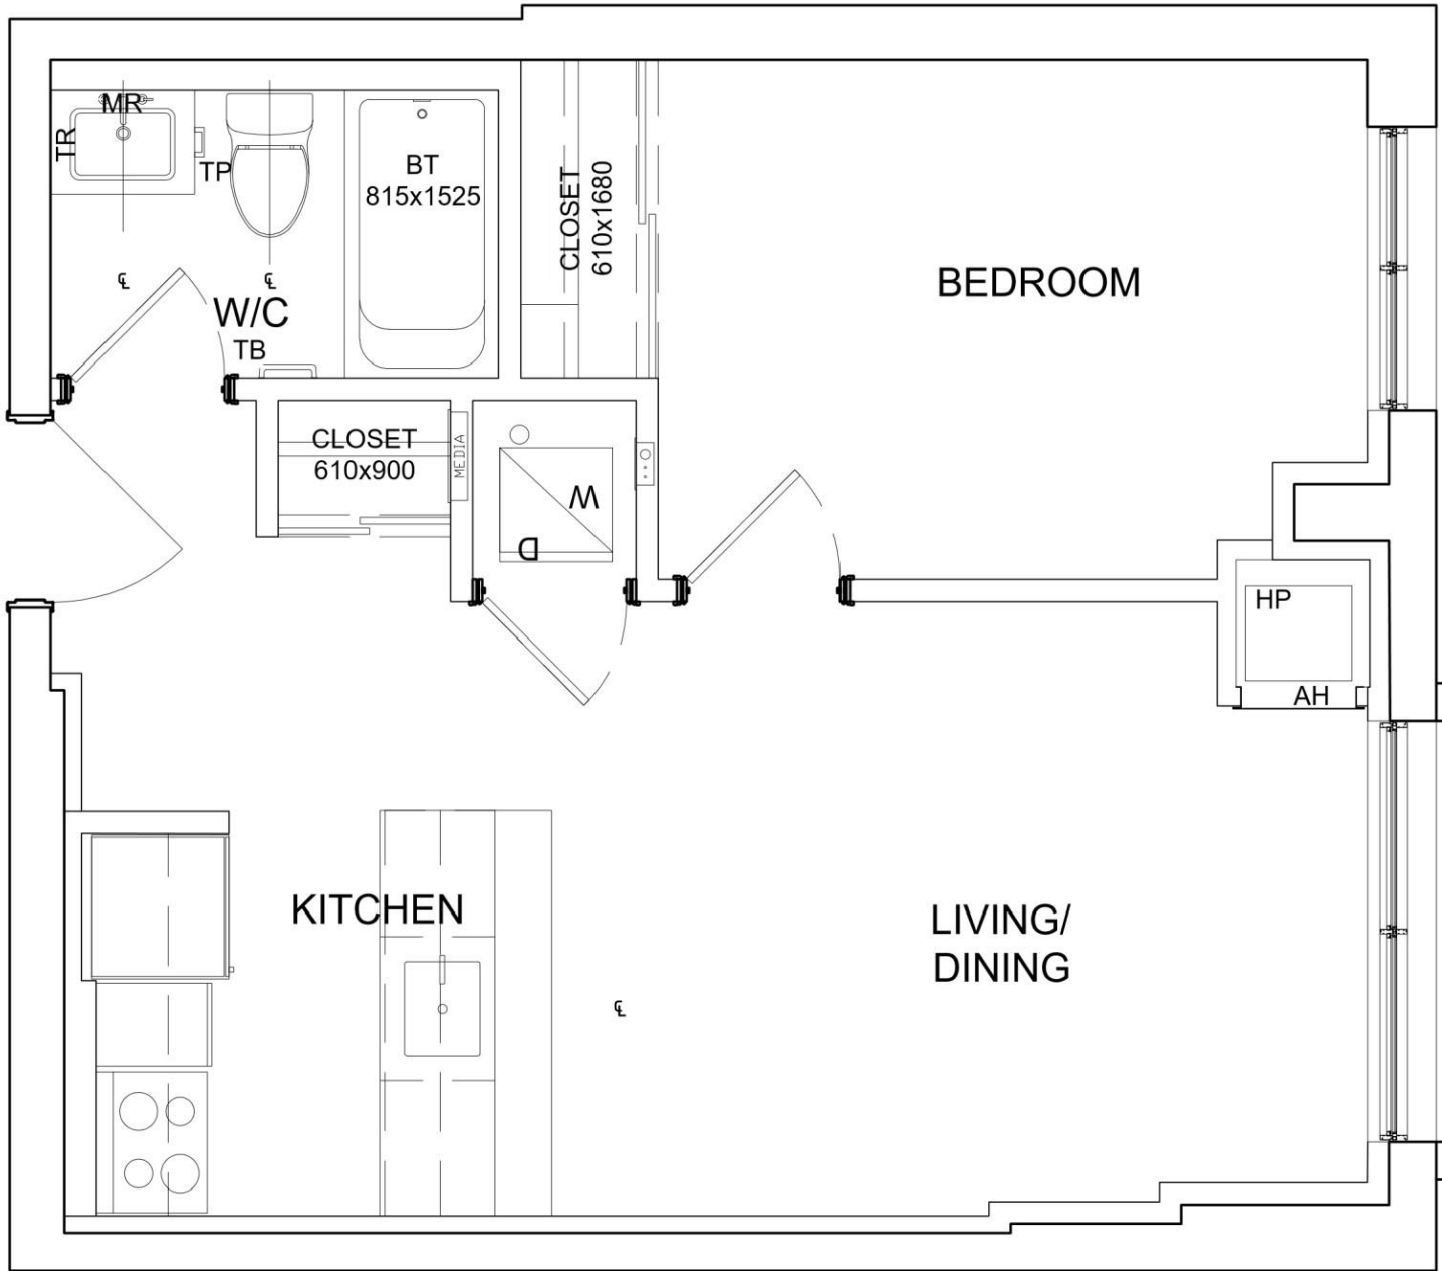 MR
TR
TP
BT
815x1525
CLOSET
610x1680
BEDROOM
℄
℄
W/C
TB
CLOSET
610x900
MEDIA
W
D
HP
AH
KITCHEN
LIVING/
DINING
℄